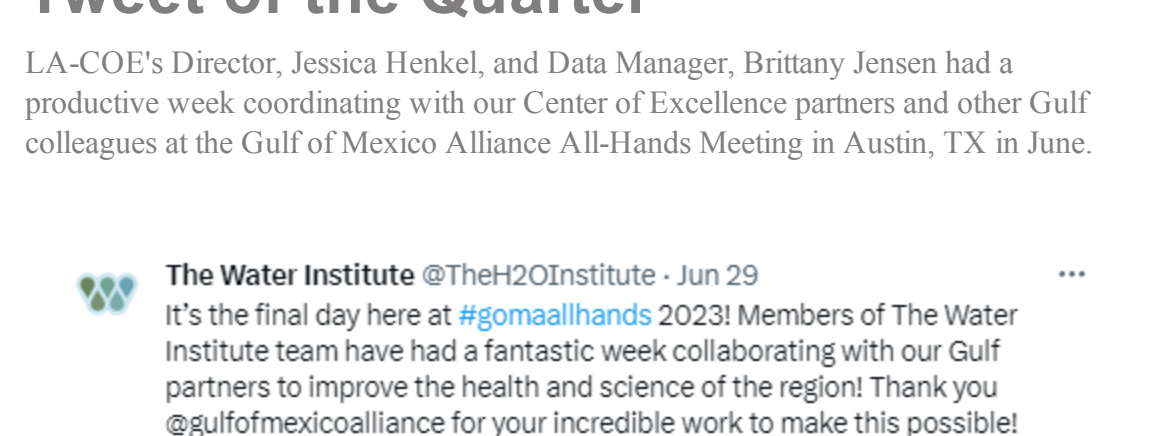 Tweet of the Quarter
LA-COE's Director, Jessica Henkel, and Data Manager, Brittany Jensen had a
productive week coordinating with our Center of Excellence partners and other Gulf
colleagues at the Gulf of Mexico Alliance All-Hands Meeting in Austin, TX in June.
The Water Institute @TheH2OInstitute · Jun 29 •••
It's the final day here at #gomaallhands 2023! Members of The Water
Institute team have had a fantastic week collaborating with our Gulf
partners to improve the health and science of the region! Thank you
@gulfofmexicoalliance for your incredible work to make this possible!